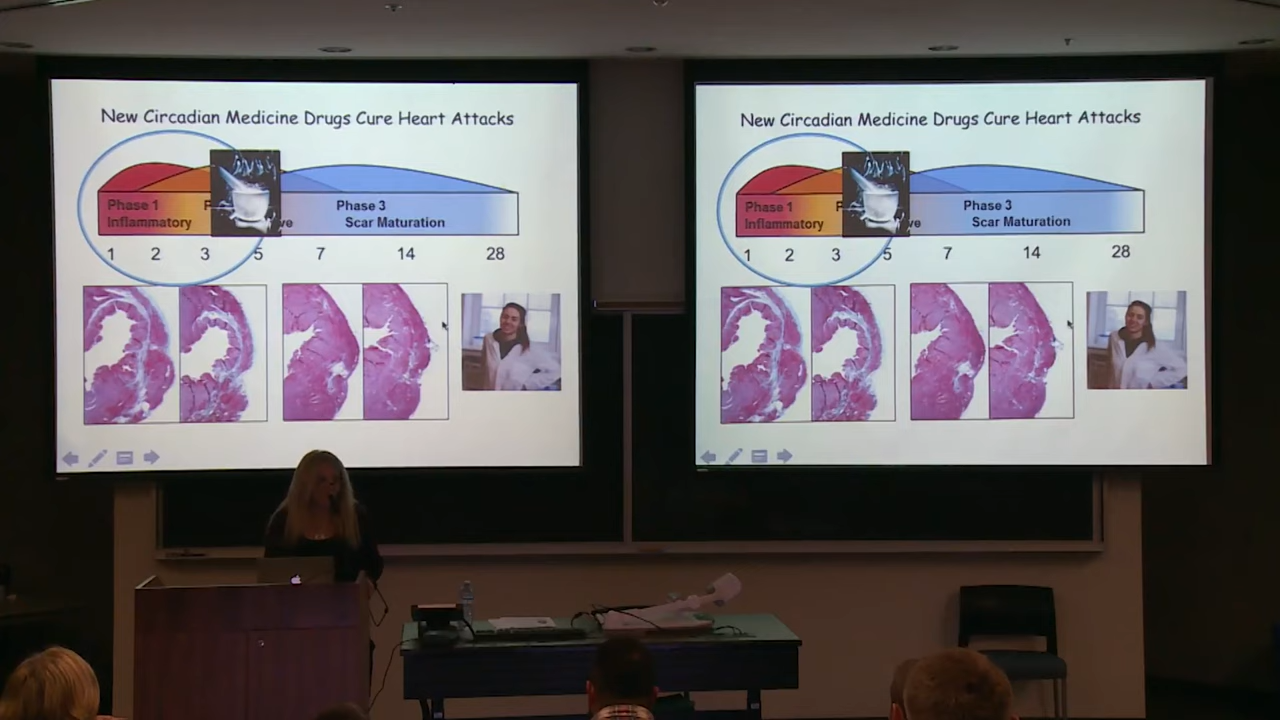 New Circadian Medicine Drugs Cure Heart Attacks
Phase 1
Inflammatory
P
ve
Phase 3
Scar Maturation
1 2 3 5 7 14 28
New Circadian Medicine Drugs Cure Heart Attacks
Phase 1
Inflammatory
P
ve
Phase 3
Scar Maturation
1 2 3 5 7 14 28